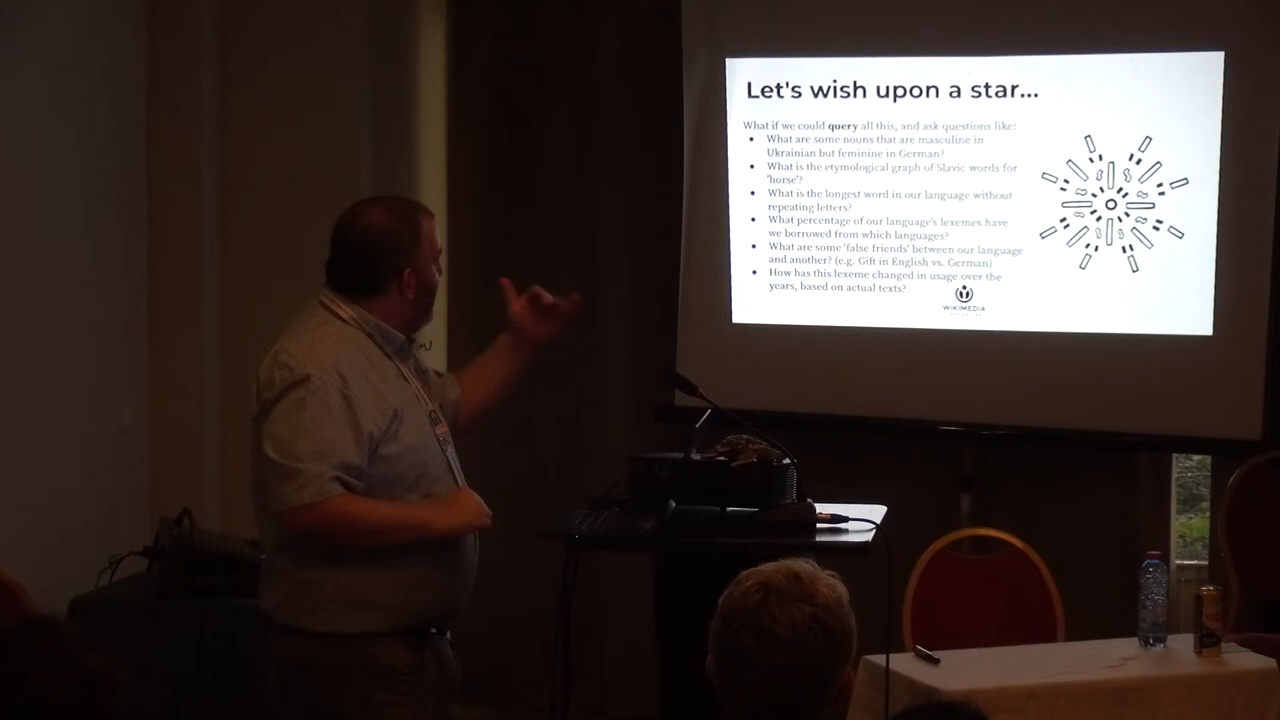 Let's wish upon a star...
What if we could query all this, and ask questions like:
• What are some nouns that are masculine in
Ukrainian but feminine in German?
• What is the etymological graph of Slavic words for
'horse'?
• What is the longest word in our language without
repeating letters?
• What percentage of our language's lexemes have
we borrowed from which languages?
• What are some 'false friends' between our language
and another? (e.g. Gift in English vs. German)
• How has this lexeme changed in usage over the
years, based on actual texts?
WIKIMEDIA